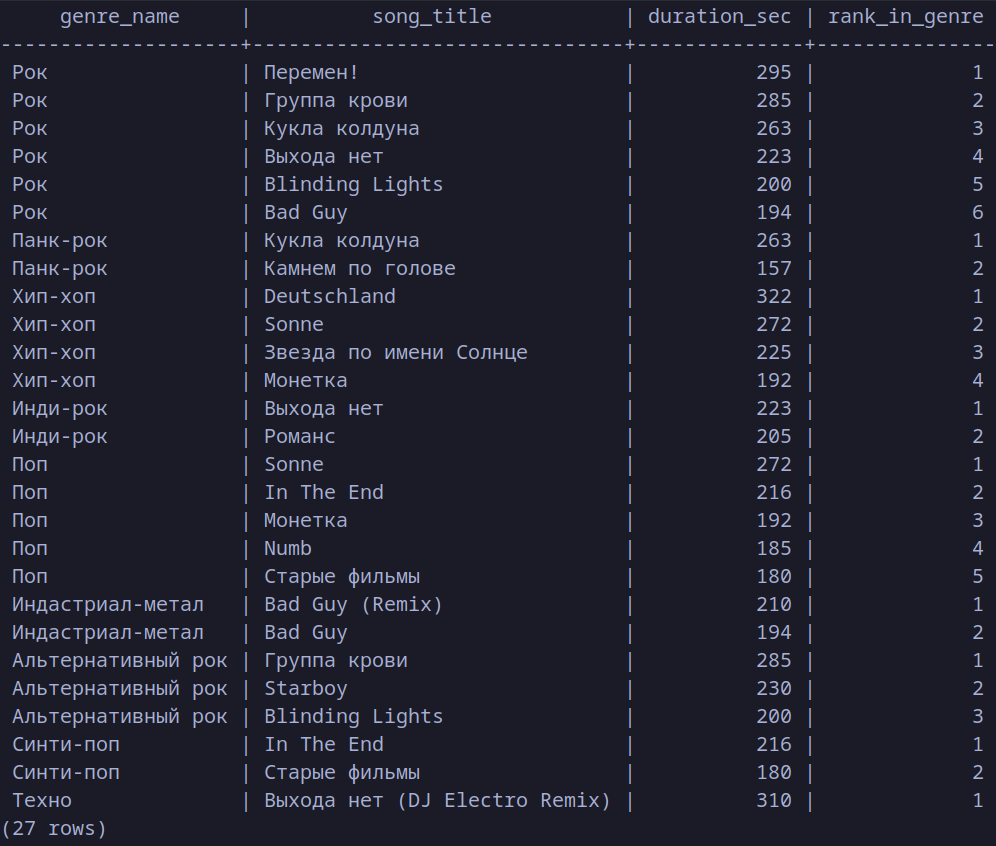 genre_name | song_title | duration_sec | rank_in_genre
--------------------+-------------------------------+--------------+---------------
Рок | Перемен! | 295 | 1
Рок | Группа крови | 285 | 2
Рок | Кукла колдуна | 263 | 3
Рок | Выхода нет | 223 | 4
Рок | Blinding Lights | 200 | 5
Рок | Bad Guy | 194 | 6
Панк-рок | Кукла колдуна | 263 | 1
Панк-рок | Камнем по голове | 157 | 2
Хип-хоп | Deutschland | 322 | 1
Хип-хоп | Sonne | 272 | 2
Хип-хоп | Звезда по имени Солнце | 225 | 3
Хип-хоп | Монетка | 192 | 4
Инди-рок | Выхода нет | 223 | 1
Инди-рок | Романс | 205 | 2
Поп | Sonne | 272 | 1
Поп | In The End | 216 | 2
Поп | Монетка | 192 | 3
Поп | Numb | 185 | 4
Поп | Старые фильмы | 180 | 5
Индастриал-метал | Bad Guy (Remix) | 210 | 1
Индастриал-метал | Bad Guy | 194 | 2
Альтернативный рок | Группа крови | 285 | 1
Альтернативный рок | Starboy | 230 | 2
Альтернативный рок | Blinding Lights | 200 | 3
Синти-поп | In The End | 216 | 1
Синти-поп | Старые фильмы | 180 | 2
Техно | Выхода нет (DJ Electro Remix) | 310 | 1
(27 rows)